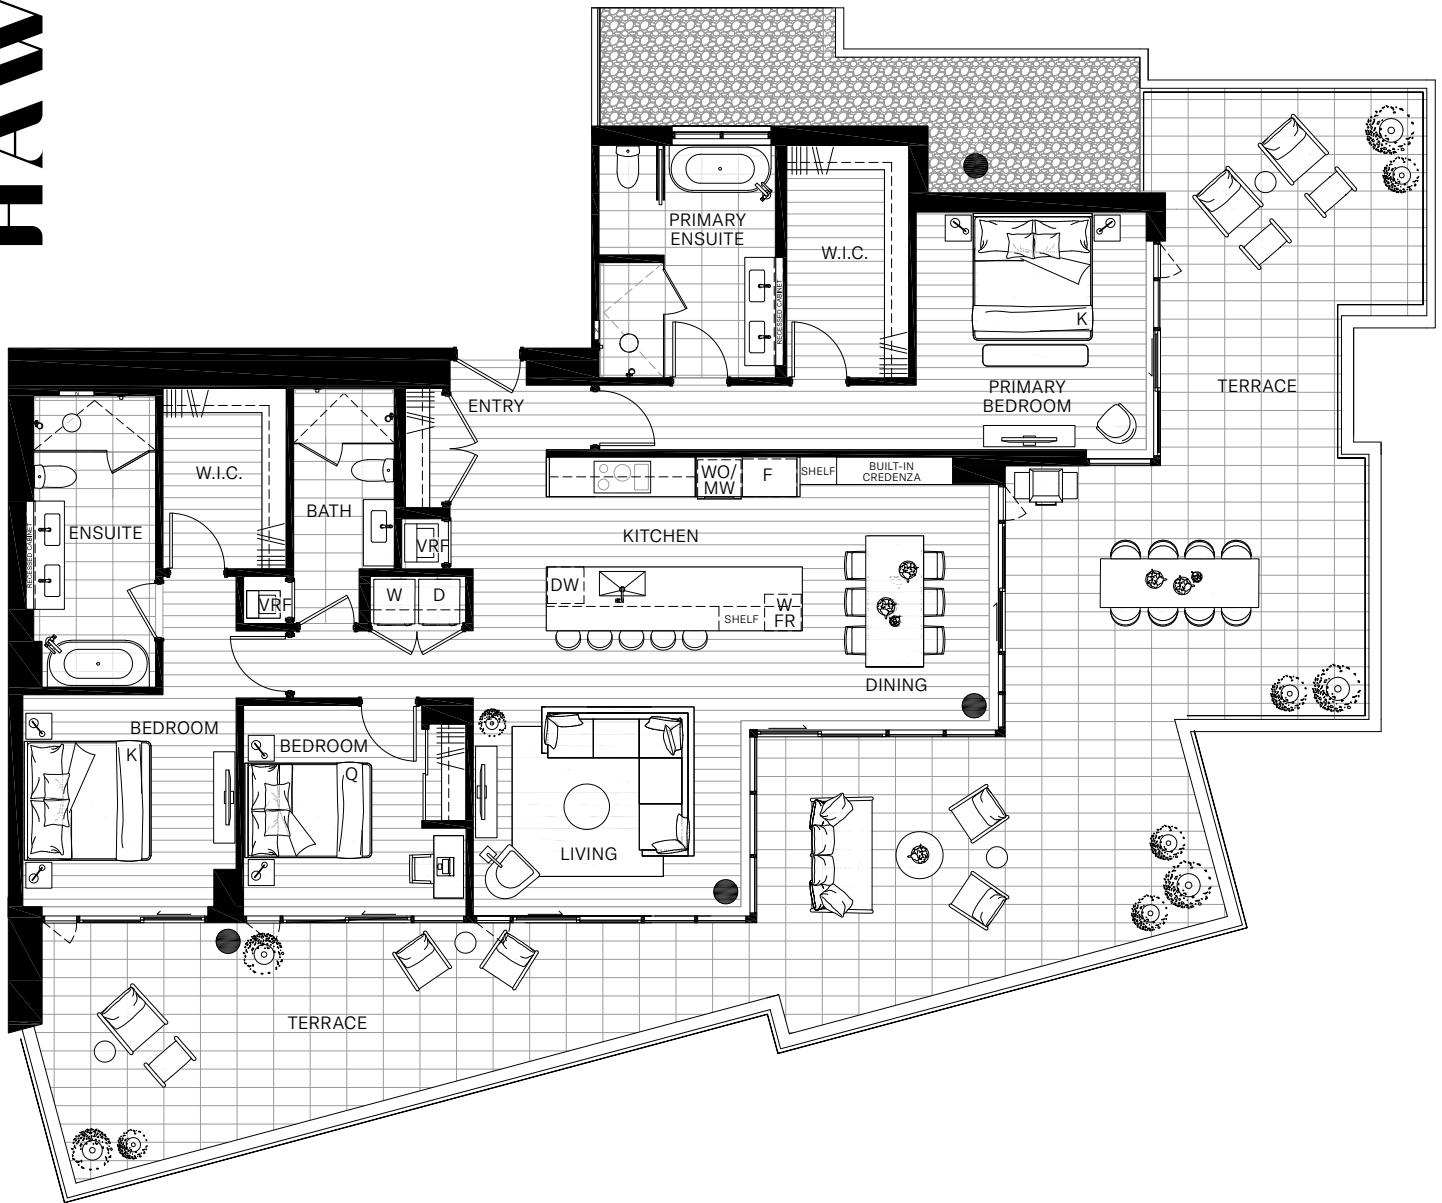 HAW
PRIMARY
ENSUITE
W.I.C.
RECESSED CABINET
K
PRIMARY
BEDROOM
TERRACE
ENTRY
W.I.C.
BATH
ENSUITE
RECESSED CABINET
VRF
VRF
W
D
WO/
MW
F
SHELF
BUILT-IN
CREDENZA
KITCHEN
DW
SHELF
W
FR
DINING
BEDROOM
K
BEDROOM
Q
LIVING
TERRACE